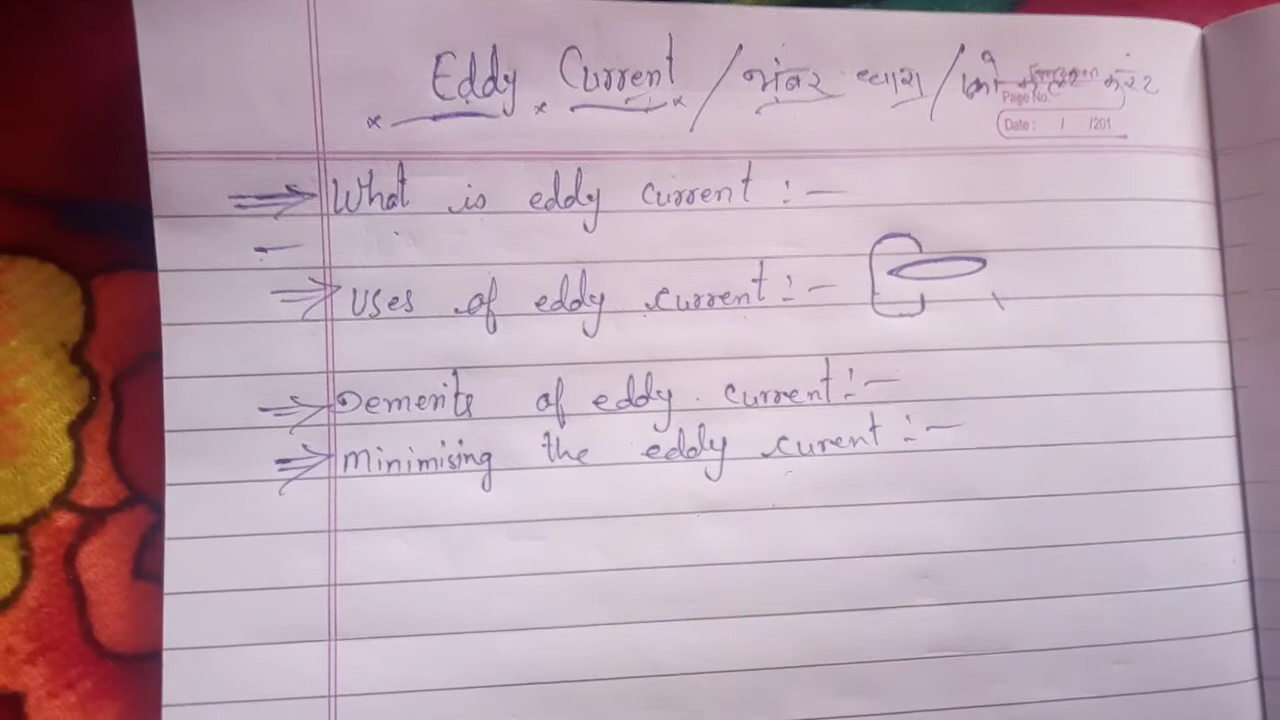 Eddy Current / भंवर धारा / फोको करंट
Page No.
Date: / /201
⇒ What is eddy current :-
-
⇒ uses of eddy current :-
⇒ Demerits of eddy current :-
⇒ minimising the eddy curent :-